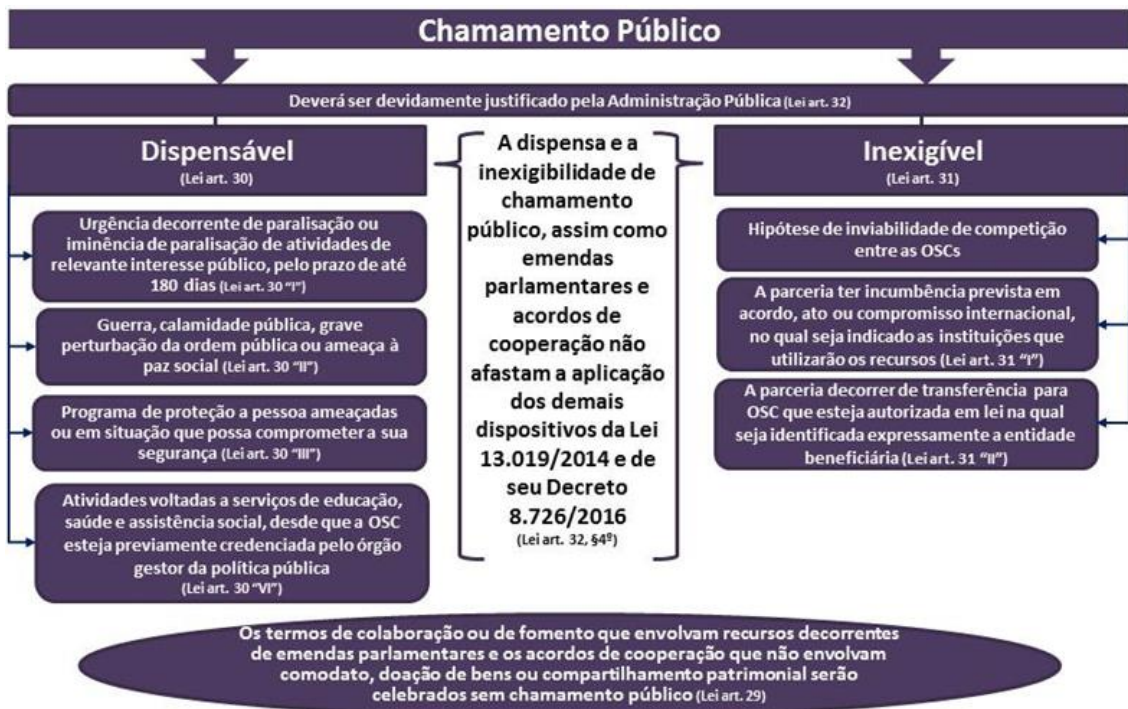 Chamamento Público
Deverá ser devidamente justificado pela Administração Pública (Lei art. 32)
Dispensável
(Lei art. 30)
Urgência decorrente de paralisação ou
iminência de paralisação de atividades de
relevante interesse público, pelo prazo de até
180 dias (Lei art. 30 "I")
Guerra, calamidade pública, grave
perturbação da ordem pública ou ameaça à
paz social (Lei art. 30 "II")
Programa de proteção a pessoa ameaçadas
ou em situação que possa comprometer a sua
segurança (Lei art. 30 "III")
Atividades voltadas a serviços de educação,
saúde e assistência social, desde que a OSC
esteja previamente credenciada pelo órgão
gestor da política pública
(Lei art. 30 "VI")
A dispensa e a
inexigibilidade de
chamamento
público, assim como
emendas
parlamentares e
acordos de
cooperação não
afastam a aplicação
dos demais
dispositivos da Lei
13.019/2014 e de
seu Decreto
8.726/2016
(Lei art. 32, §4º)
Inexigível
(Lei art. 31)
Hipótese de inviabilidade de competição
entre as OSCs
A parceria ter incumbência prevista em
acordo, ato ou compromisso internacional,
no qual seja indicado as instituições que
utilizarão os recursos (Lei art. 31 "I")
A parceria decorrer de transferência para
OSC que esteja autorizada em lei na qual
seja identificada expressamente a entidade
beneficiária (Lei art. 31 "II")
Os termos de colaboração ou de fomento que envolvam recursos decorrentes
de emendas parlamentares e os acordos de cooperação que não envolvam
comodato, doação de bens ou compartilhamento patrimonial serão
celebrados sem chamamento público (Lei art. 29)